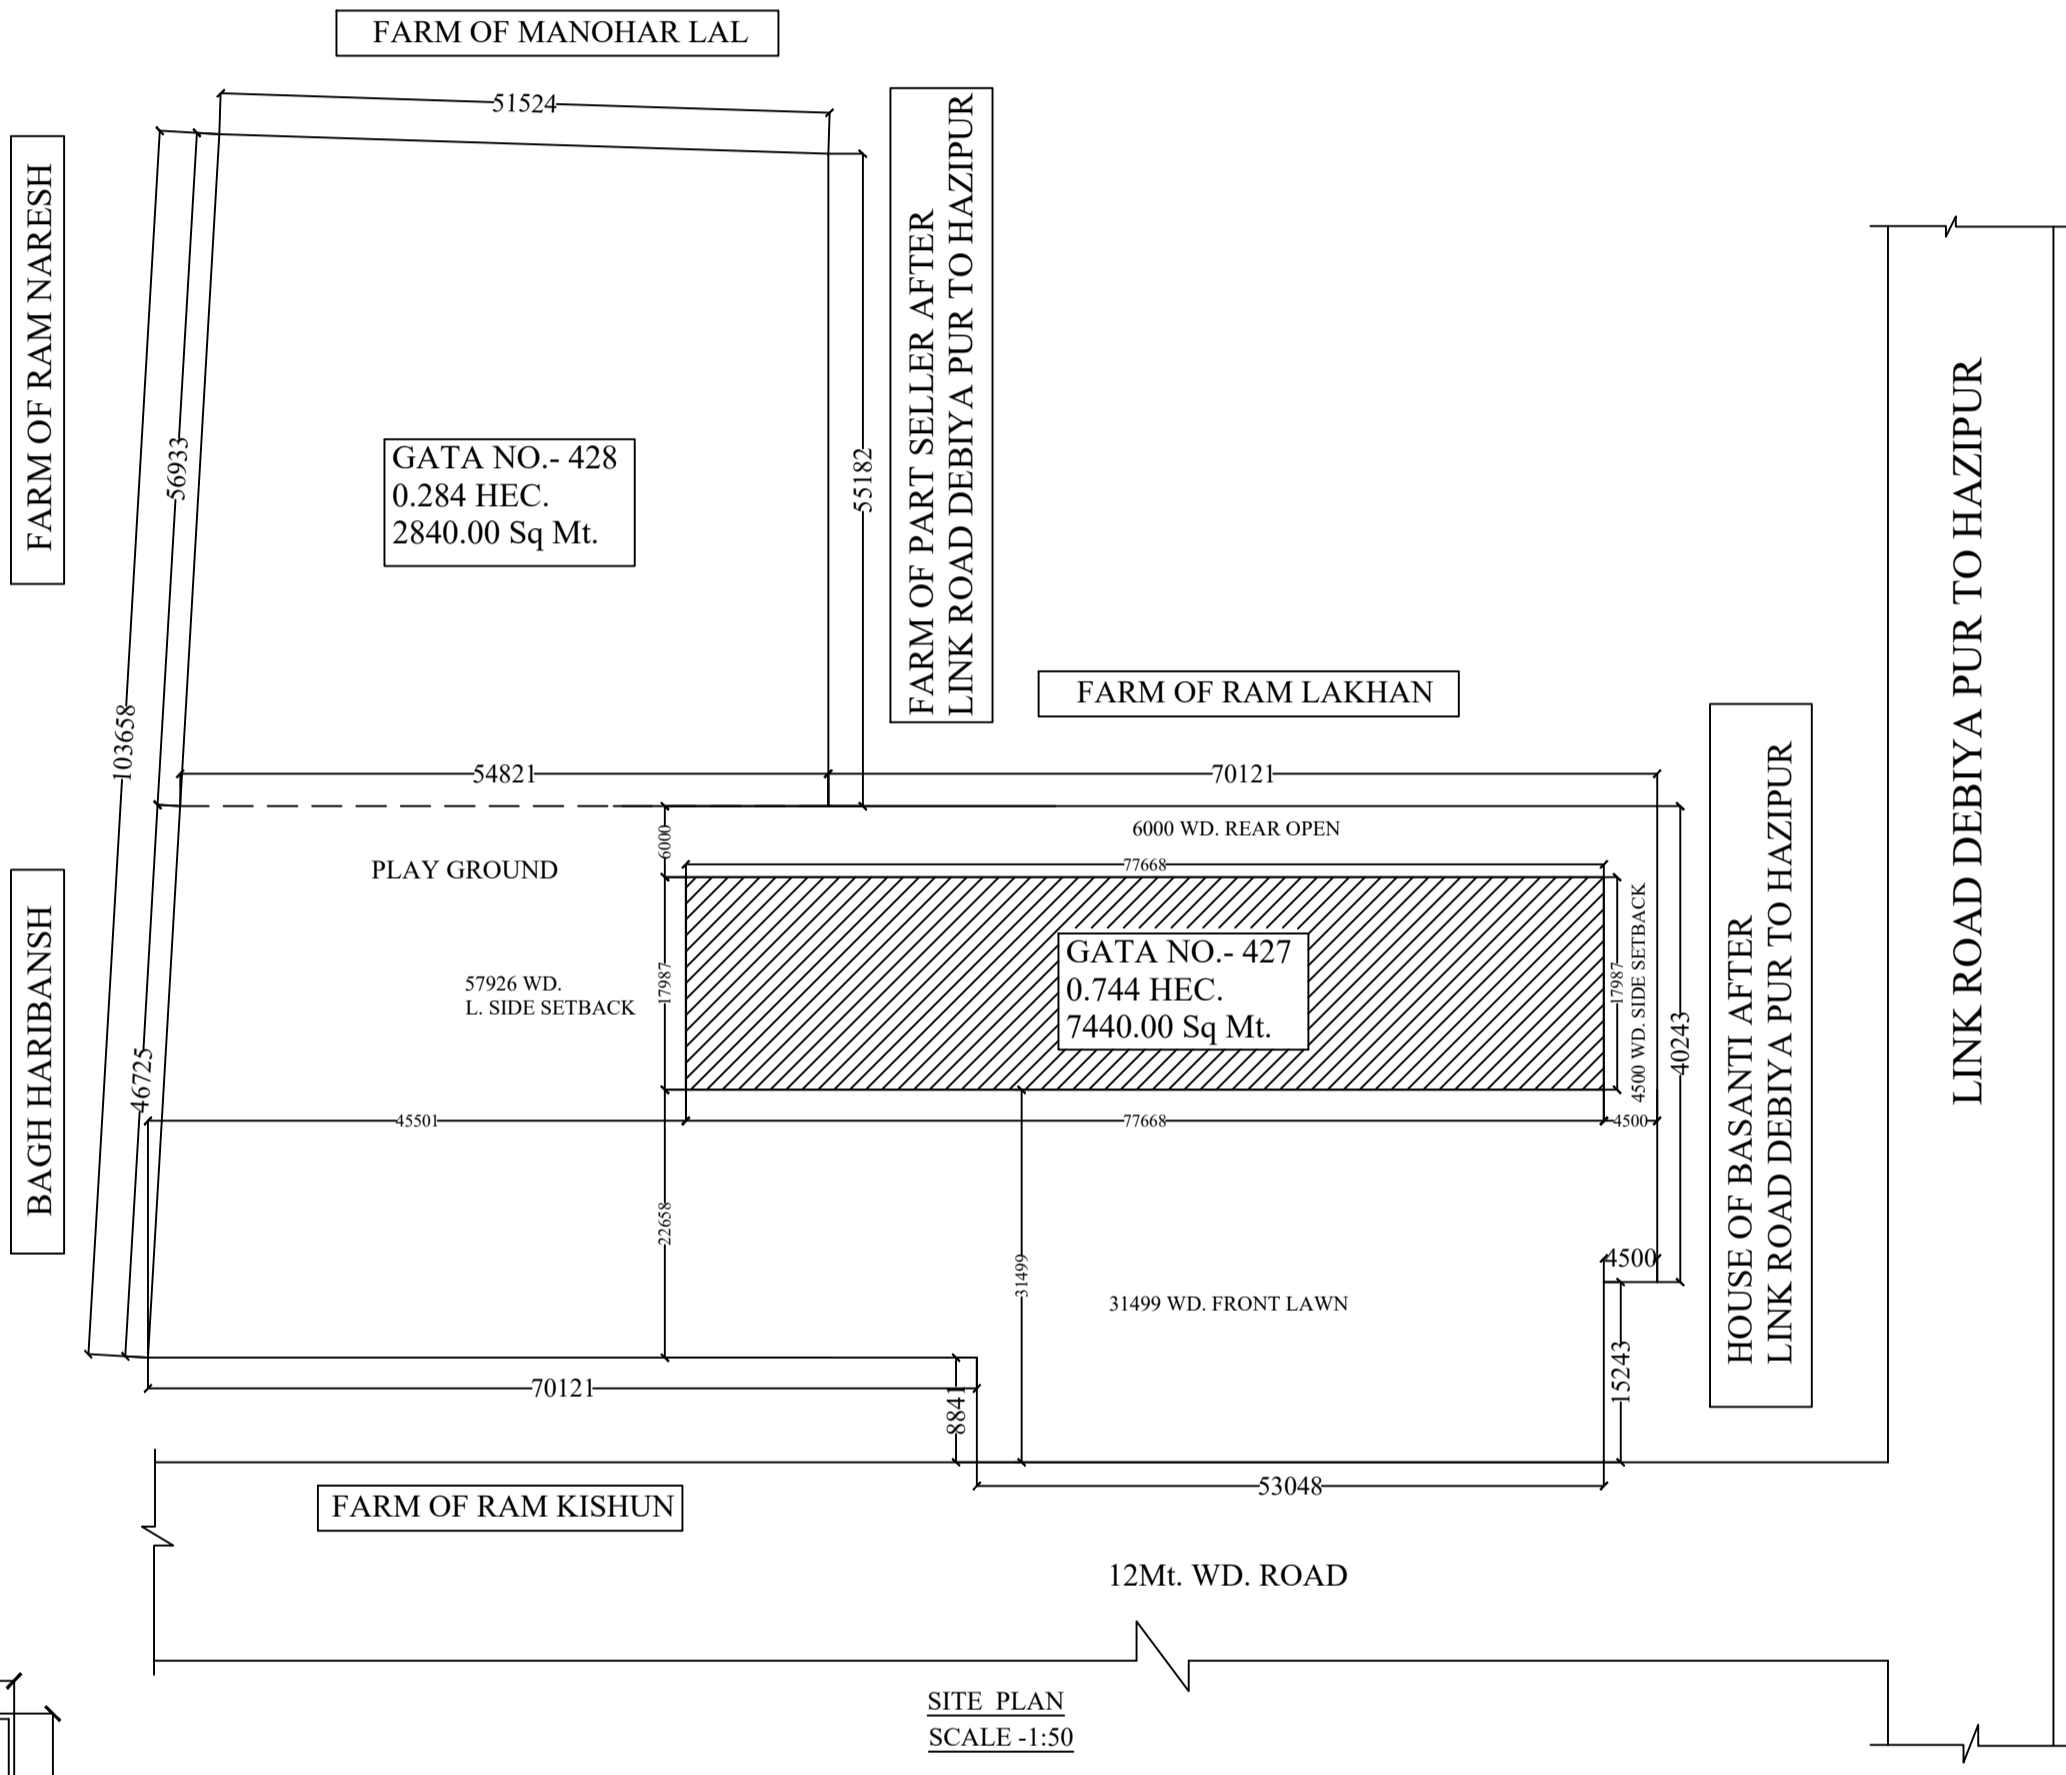 FARM OF MANOHAR LAL
51524
FARM OF RAM NARESH
56933
103658
GATA NO.- 428
0.284 HEC.
2840.00 Sq Mt.
55182
FARM OF PART SELLER AFTER
LINK ROAD DEBIYA PUR TO HAZIPUR
LINK ROAD DEBIYA PUR TO HAZIPUR
FARM OF RAM LAKHAN
54821
70121
6000
6000 WD. REAR OPEN
PLAY GROUND
77668
BAGH HARIBANSH
46725
57926 WD.
L. SIDE SETBACK
17987
GATA NO.- 427
0.744 HEC.
7440.00 Sq Mt.
17987
4500 WD. SIDE SETBACK
40243
HOUSE OF BASANTI AFTER
LINK ROAD DEBIYA PUR TO HAZIPUR
45501
77668
4500
22658
31499
4500
31499 WD. FRONT LAWN
15243
70121
8841
53048
FARM OF RAM KISHUN
12Mt. WD. ROAD
SITE PLAN
SCALE -1:50